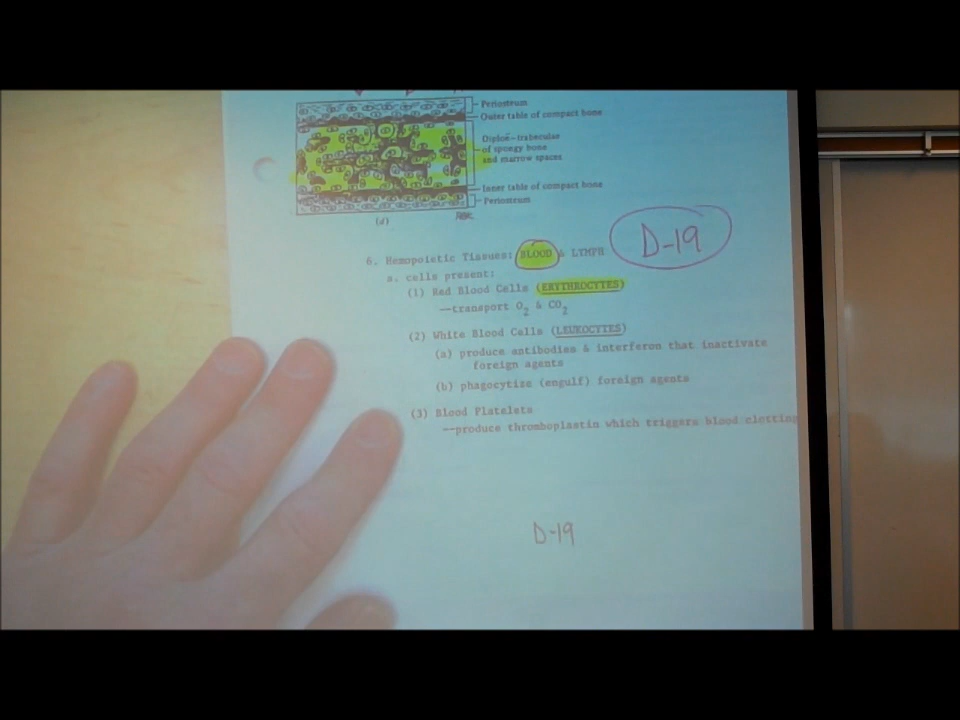 Periosteum
Outer table of compact bone
Diploë—trabeculae
of spongy bone
and marrow spaces
Inner table of compact bone
Periosteum
(d)
6. Hemopoietic Tissues: BLOOD & LYMPH
D-19
a. cells present:
(1) Red Blood Cells (ERYTHROCYTES)
--transport O2 & CO2
(2) White Blood Cells (LEUKOCYTES)
(a) produce antibodies & interferon that inactivate
foreign agents
(b) phagocytize (engulf) foreign agents
(3) Blood Platelets
--produce thromboplastin which triggers blood clotting
D-19